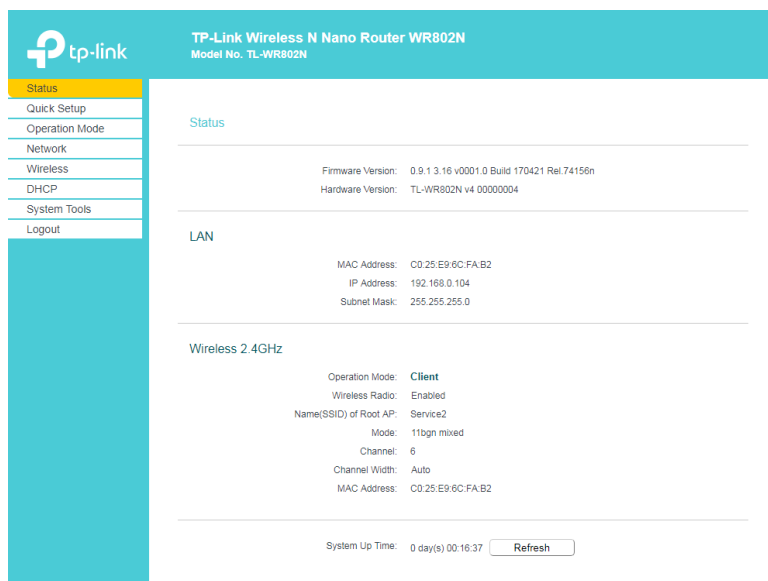 tp-link
TP-Link Wireless N Nano Router WR802N
Model No. TL-WR802N
Status
Quick Setup
Operation Mode
Network
Wireless
DHCP
System Tools
Logout
Status
Firmware Version: 0.9.1 3.16 v0001.0 Build 170421 Rel.74156n
Hardware Version: TL-WR802N v4 00000004
LAN
MAC Address: C0:25:E9:6C:FA:B2
IP Address: 192.168.0.104
Subnet Mask: 255.255.255.0
Wireless 2.4GHz
Operation Mode: Client
Wireless Radio: Enabled
Name(SSID) of Root AP: Service2
Mode: 11bgn mixed
Channel: 6
Channel Width: Auto
MAC Address: C0:25:E9:6C:FA:B2
System Up Time: 0 day(s) 00:16:37 Refresh